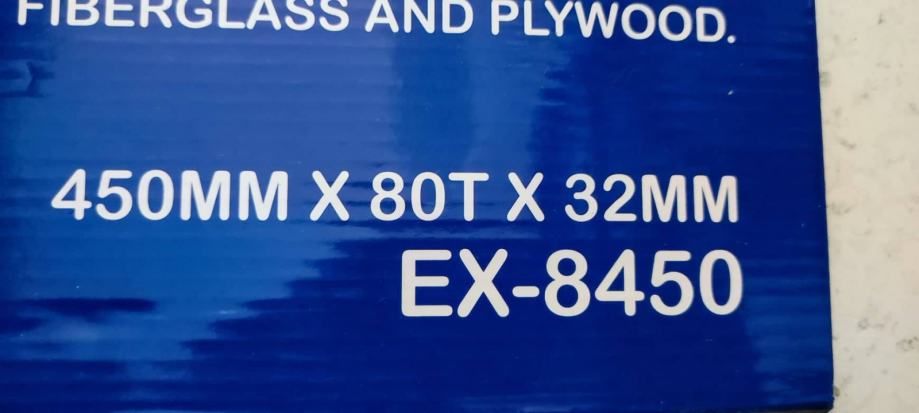 FIBERGLASS AND PLYWOOD.
450MM X 80T X 32MM
EX-8450